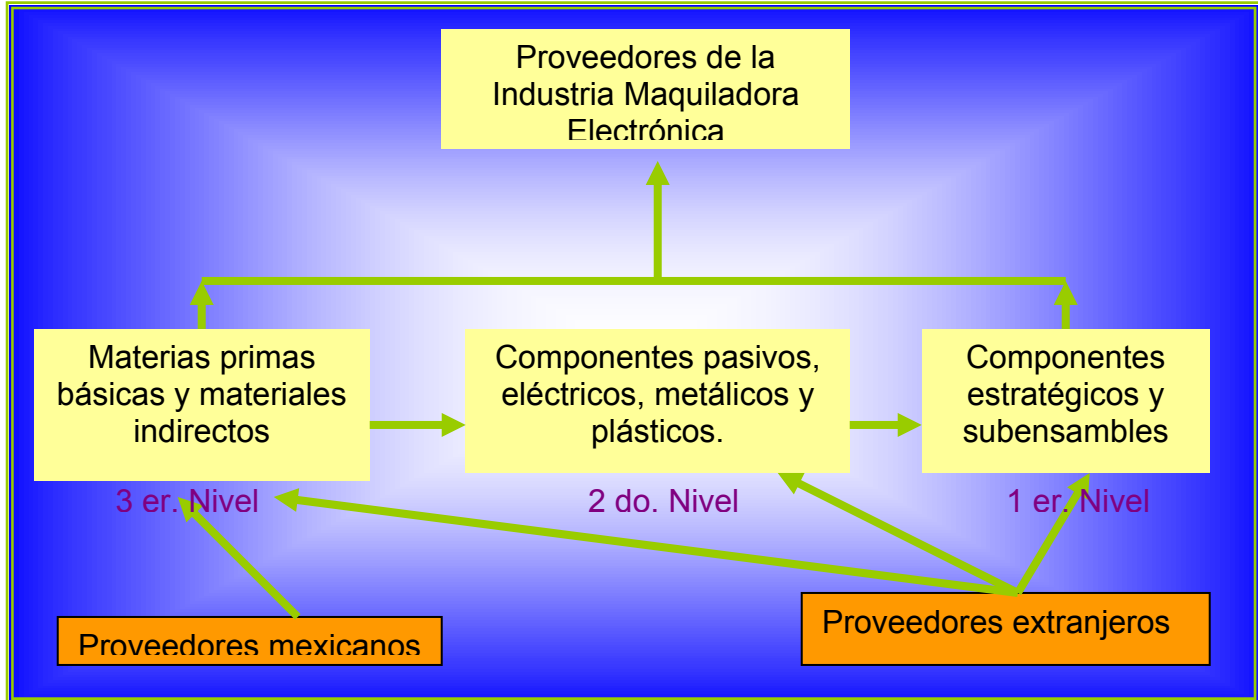 Proveedores de la
Industria Maquiladora
Electrónica
Materias primas
básicas y materiales
indirectos
Componentes pasivos,
eléctricos, metálicos y
plásticos.
Componentes
estratégicos y
subensambles
3 er. Nivel
2 do. Nivel
1 er. Nivel
Proveedores mexicanos
Proveedores extranjeros